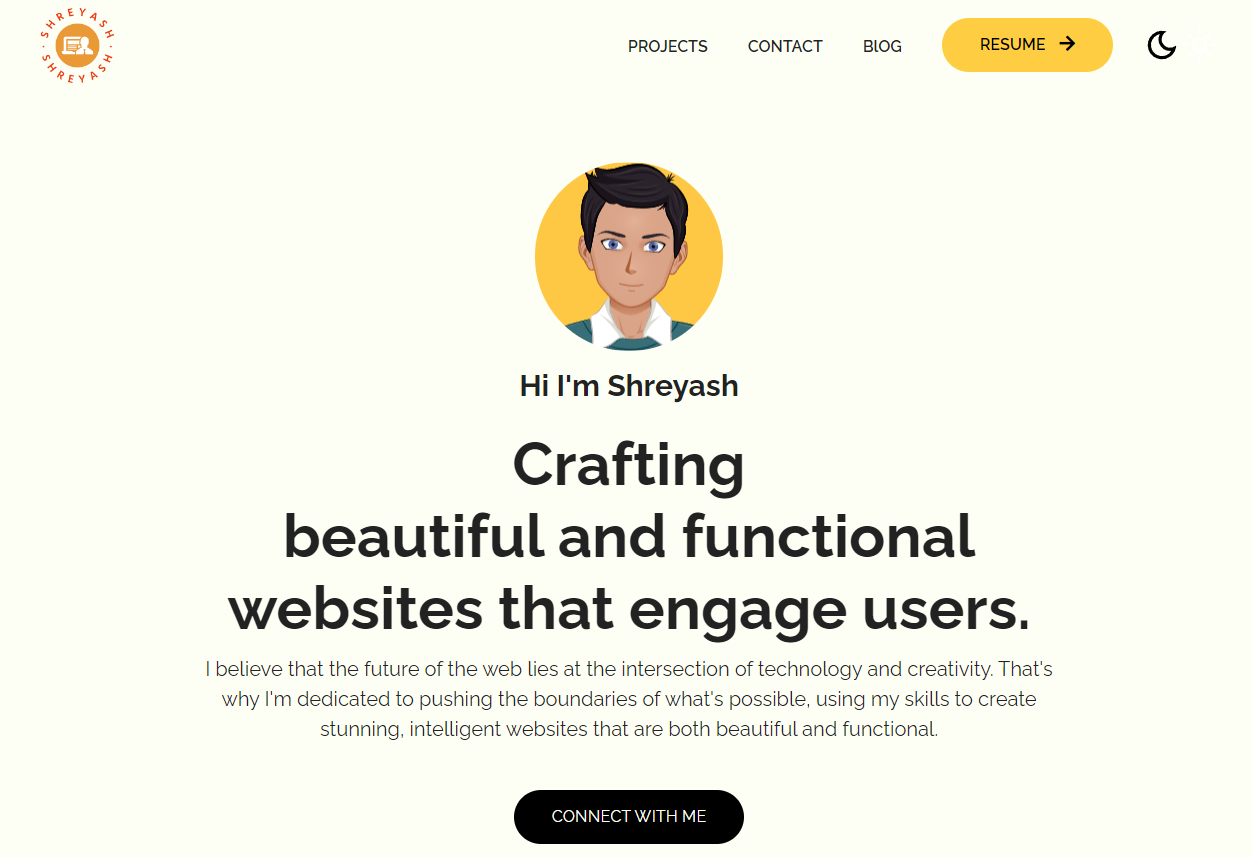 SHREYASH
SHREYASH
PROJECTS
CONTACT
BlOG
RESUME
Hi I'm Shreyash
Crafting
beautiful and functional
websites that engage users.
I believe that the future of the web lies at the intersection of technology and creativity. That's
why I'm dedicated to pushing the boundaries of what's possible, using my skills to create
stunning, intelligent websites that are both beautiful and functional.
CONNECT WITH ME